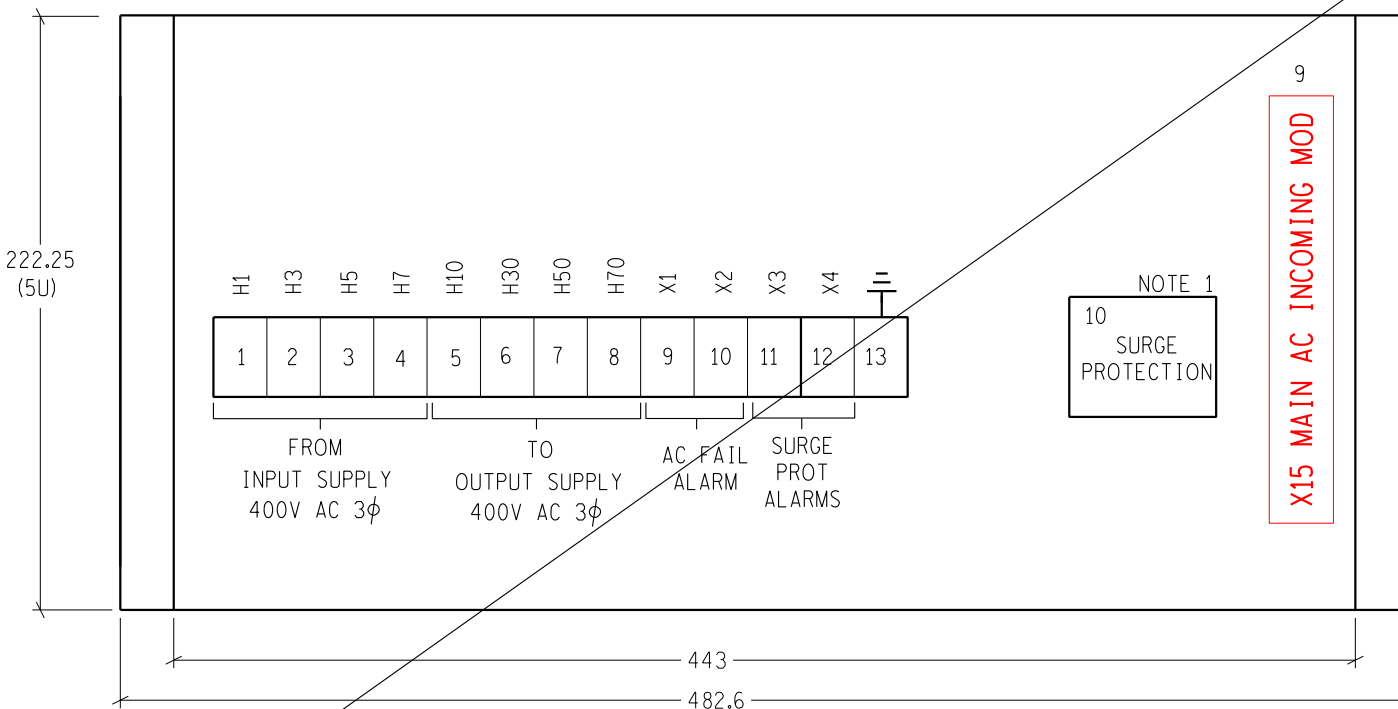 9
X15 MAIN AC INCOMING MOD
222.25
(5U)
H1 H3 H5 H7 H10 H30 H50 H70 X1 X2 X3 X4
NOTE 1
1 2 3 4 5 6 7 8 9 10 11 12 13
10
SURGE
PROTECTION
FROM
INPUT SUPPLY
400V AC 3ϕ
TO
OUTPUT SUPPLY
400V AC 3ϕ
AC FAIL
ALARM
SURGE
PROT
ALARMS
443
482.6